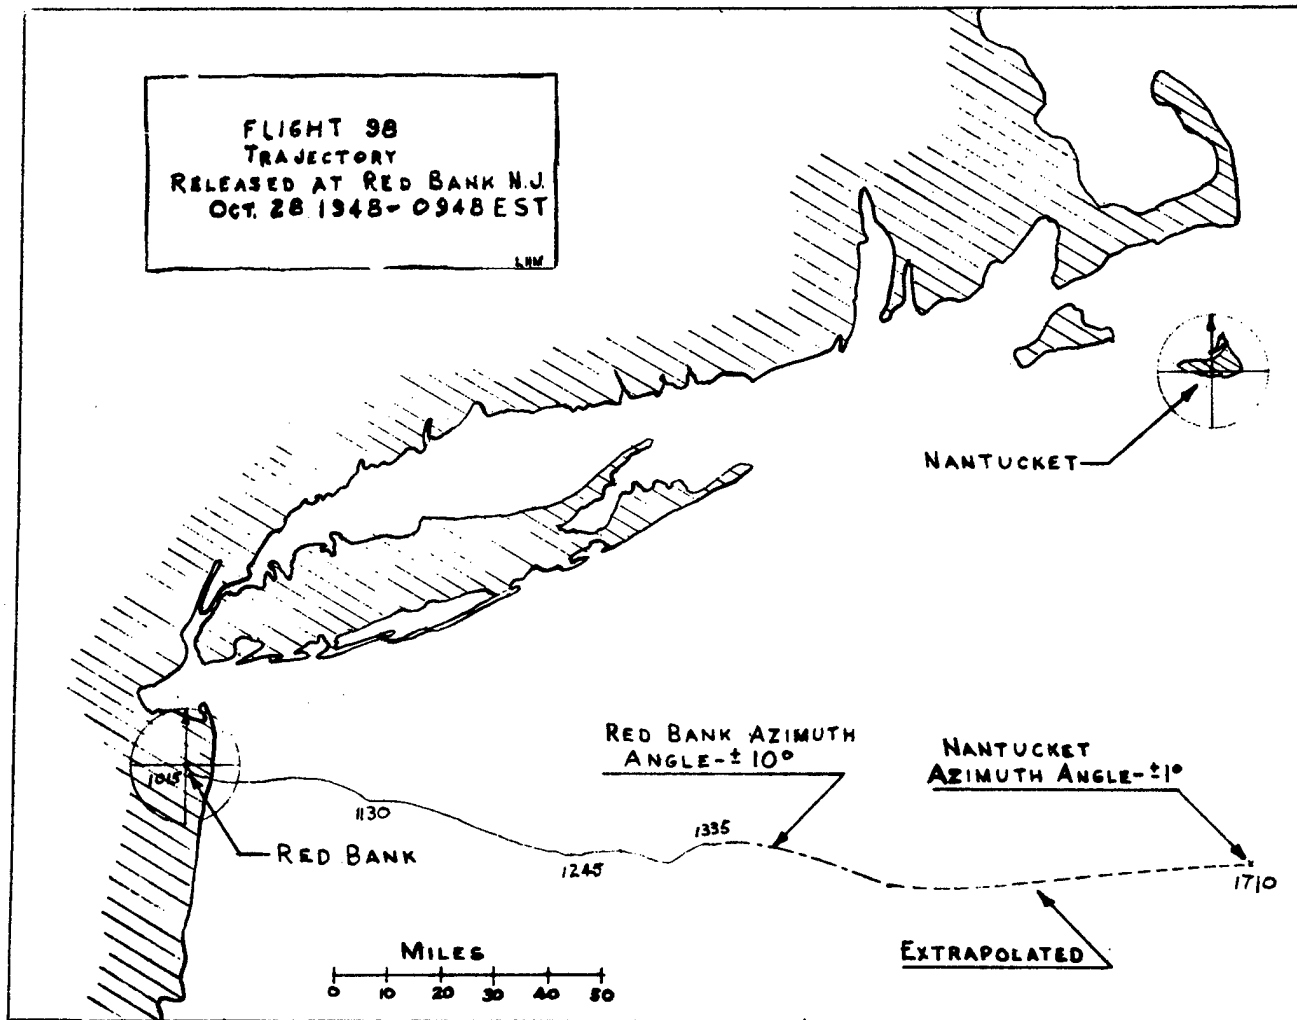 FLIGHT 98
TRAJECTORY
RELEASED AT RED BANK N.J.
OCT. 28 1948- 0948 EST
LHM
NANTUCKET
RED BANK AZIMUTH
ANGLE-±10°
NANTUCKET
AZIMUTH ANGLE-±1°
1015
1130
1335
RED BANK
1245
1710
EXTRAPOLATED
MILES
0 10 20 30 40 50